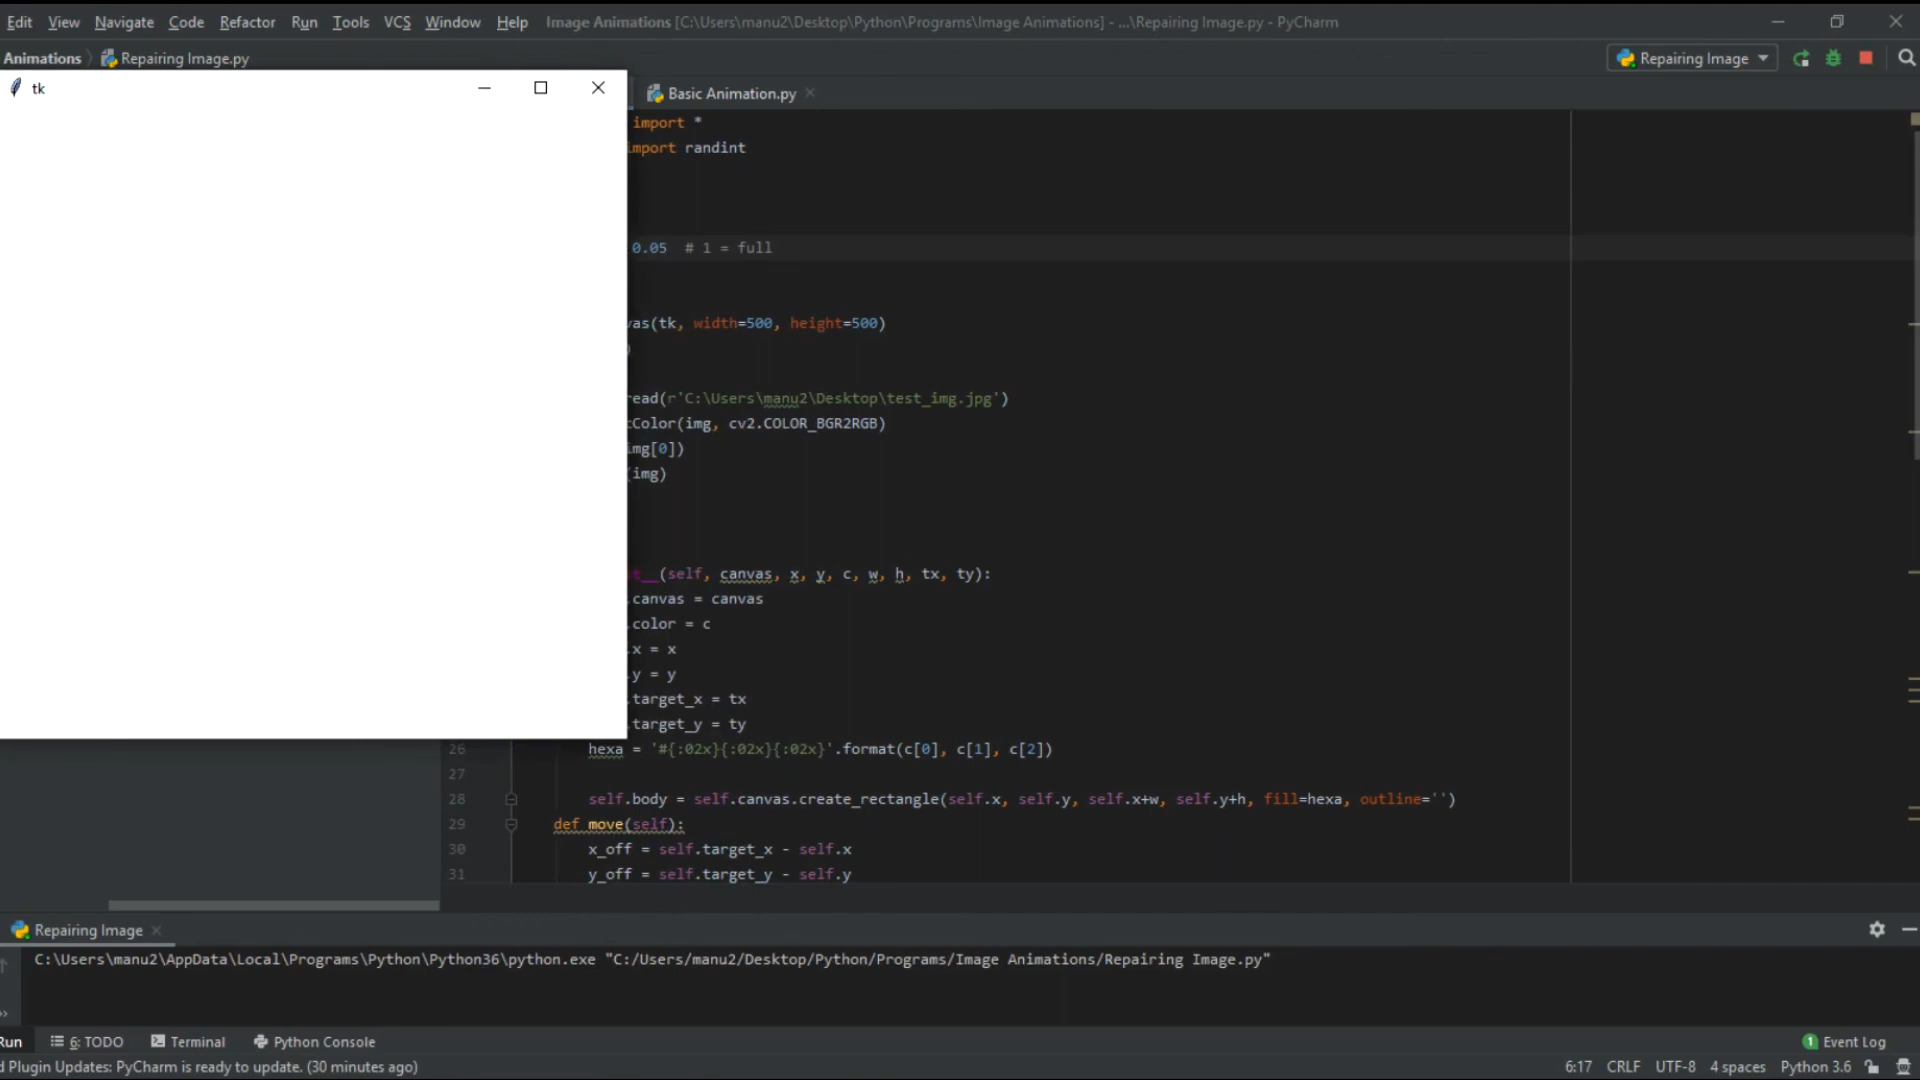 Edit View Navigate Code Refactor Run Tools VCS Window Help Image Animations [C:\Users\manu2\Desktop\Python\Programs\Image Animations] - ...\Repairing Image.py - PyCharm
Animations Repairing Image.py Repairing Image
tk
Basic Animation.py
import *
import randint
0.05 # 1 = full
vas(tk, width=500, height=500)
)
read(r'C:\Users\manu2\Desktop\test_img.jpg')
tColor(img, cv2.COLOR_BGR2RGB)
img[0])
(img)
t__(self, canvas, x, y, c, w, h, tx, ty):
.canvas = canvas
.color = c
.x = x
.y = y
.target_x = tx
.target_y = ty
26 hexa = '#{:02x}{:02x}{:02x}'.format(c[0], c[1], c[2])
27
28 self.body = self.canvas.create_rectangle(self.x, self.y, self.x+w, self.y+h, fill=hexa, outline='')
29 def move(self):
30 x_off = self.target_x - self.x
31 y_off = self.target_y - self.y
Repairing Image
C:\Users\manu2\AppData\Local\Programs\Python\Python36\python.exe "C:/Users/manu2/Desktop/Python/Programs/Image Animations/Repairing Image.py"
Run 6: TODO Terminal Python Console 1 Event Log
d Plugin Updates: PyCharm is ready to update. (30 minutes ago) 6:17 CRLF UTF-8 4 spaces Python 3.6